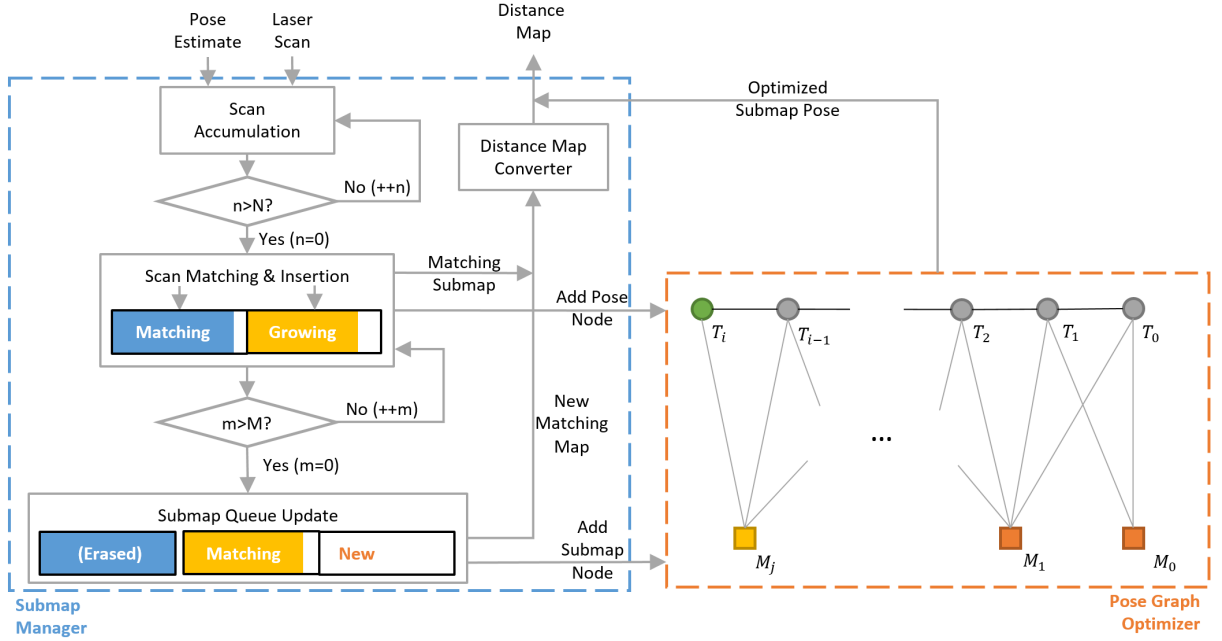 Pose
Estimate
Laser
Scan
Distance
Map
Scan
Accumulation
Optimized
Submap Pose
Distance Map
Converter
No (++n)
n>N?
Yes (n=0)
Scan Matching & Insertion
Matching
Submap
Matching
Growing
Add Pose
Node
T_i
T_{i−1}
T_2
T_1
T_0
No (++m)
m>M?
New
Matching
Map
...
Yes (m=0)
Submap Queue Update
(Erased)
Matching
New
Add
Submap
Node
M_j
M_1
M_0
Submap
Manager
Pose Graph
Optimizer